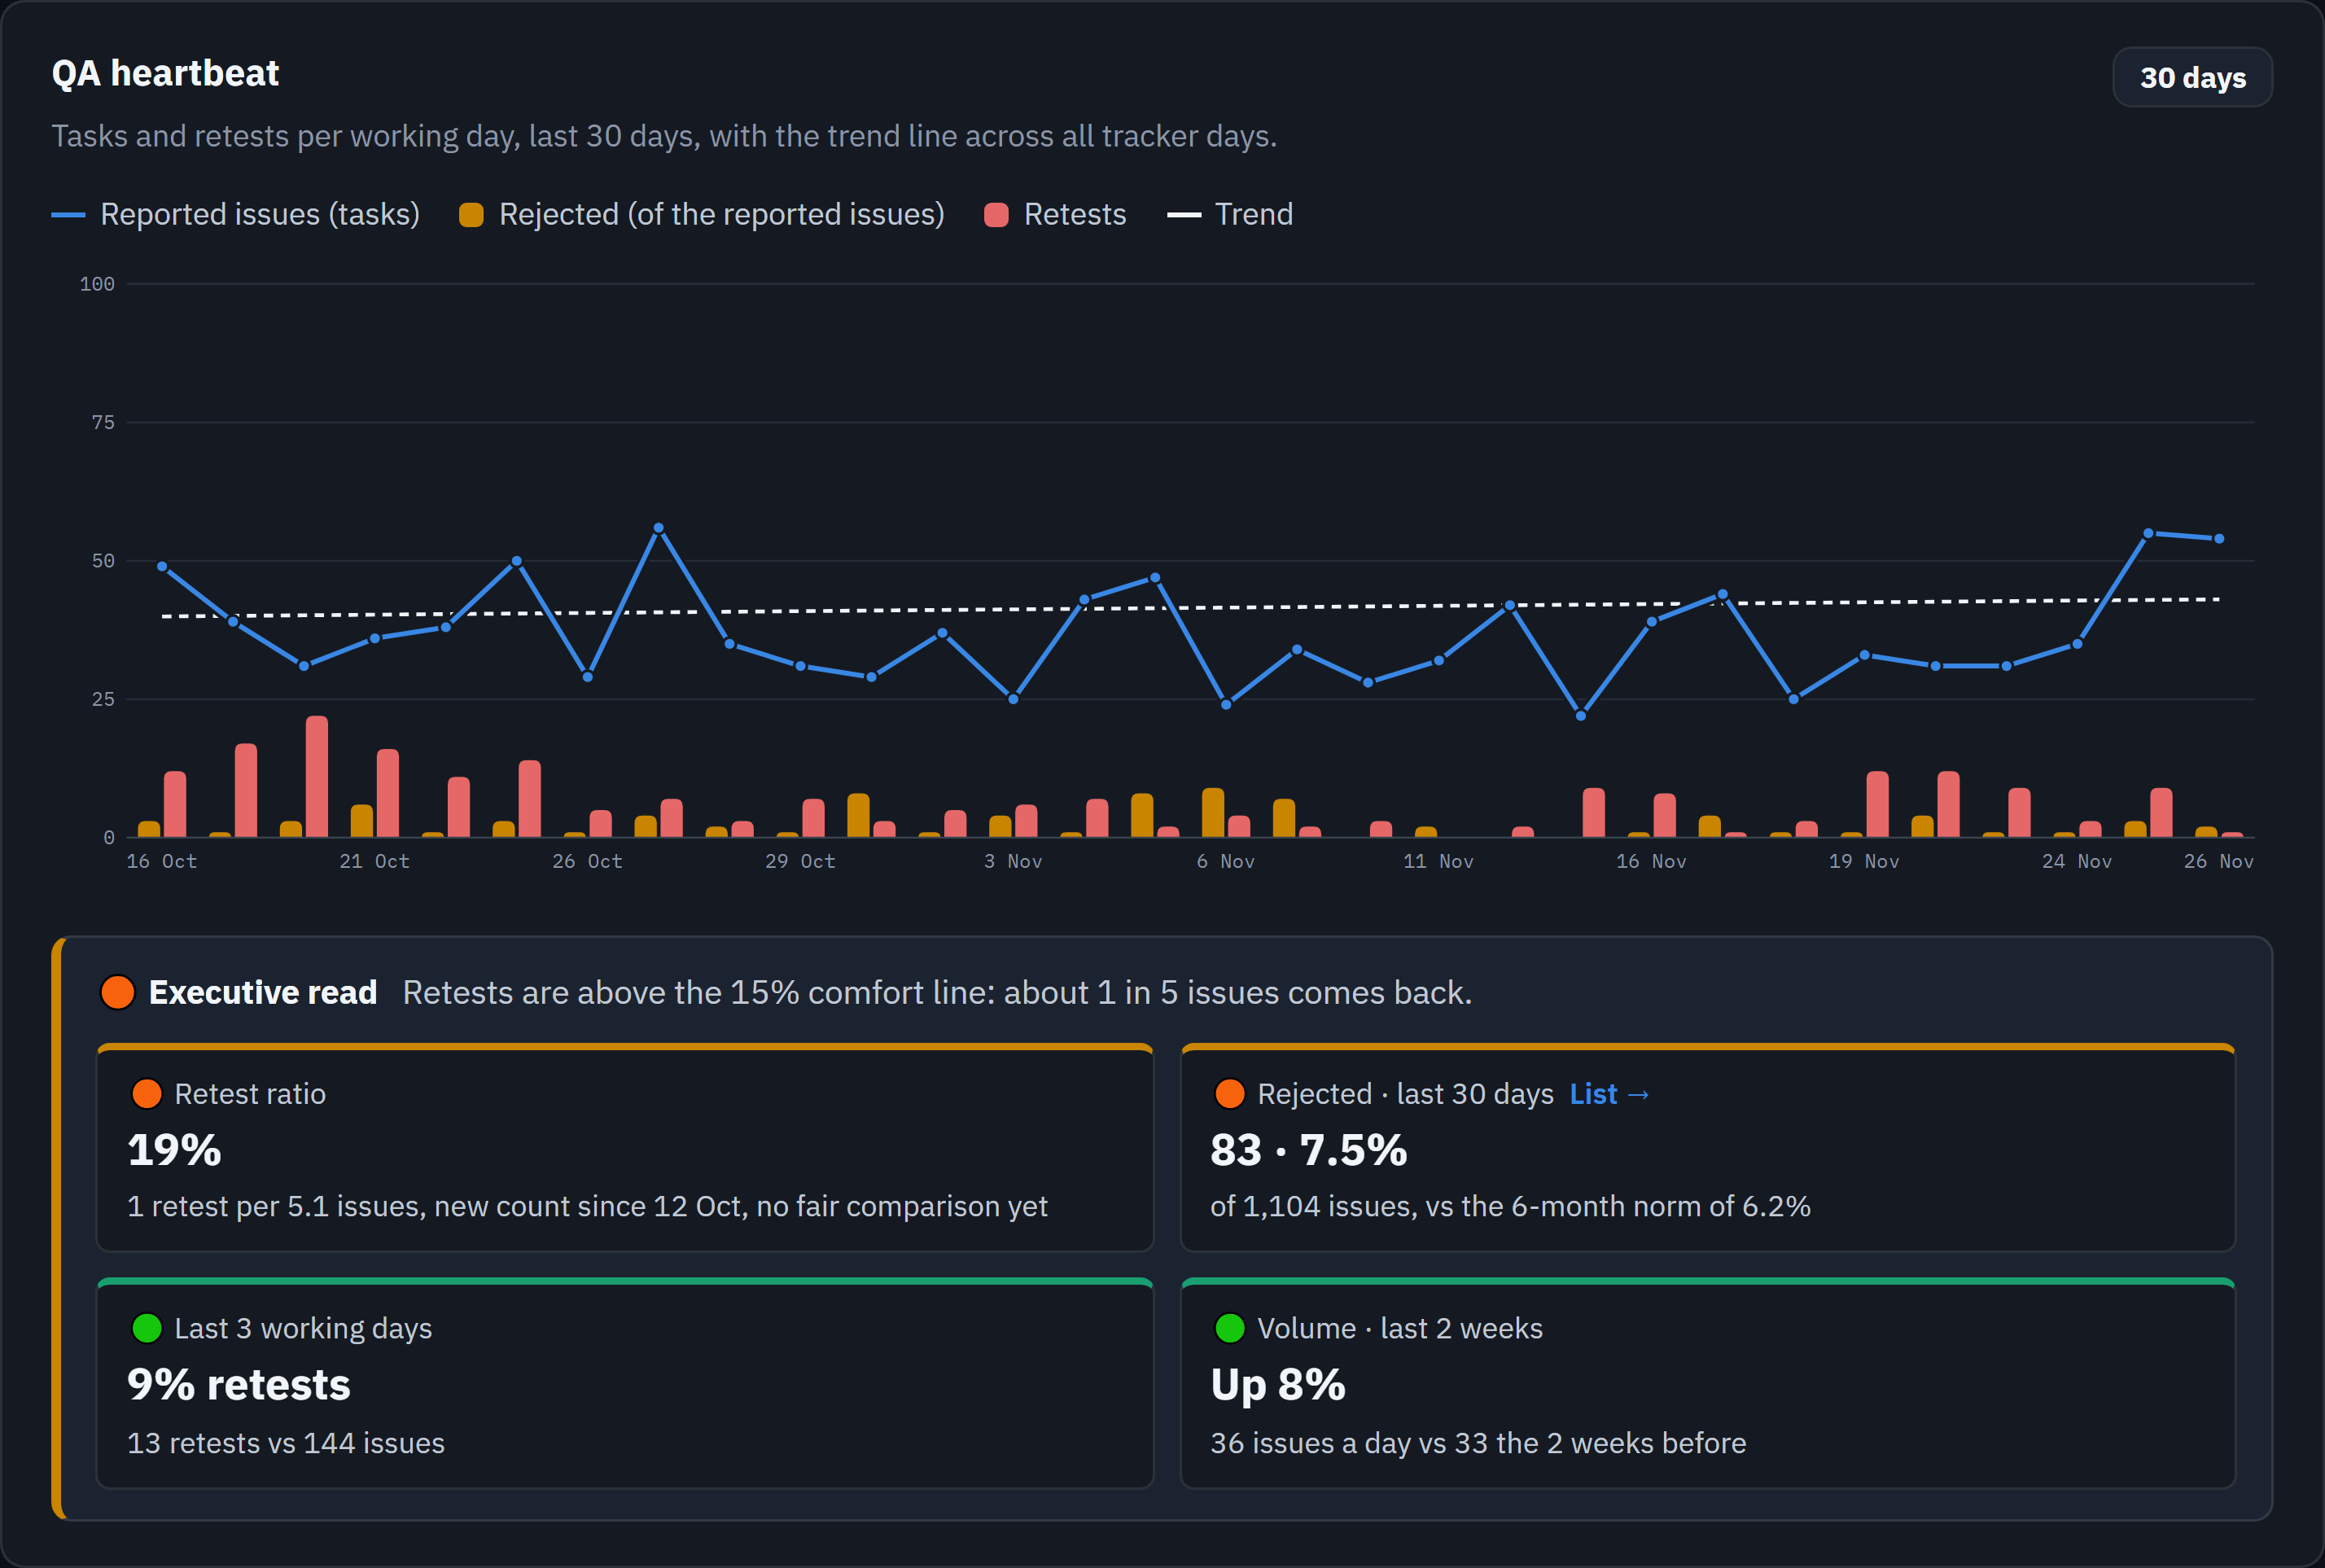 QA heartbeat
30 days
Tasks and retests per working day, last 30 days, with the trend line across all tracker days.
Reported issues (tasks) Rejected (of the reported issues) Retests Trend
100
75
50
25
0
16 Oct 21 Oct 26 Oct 29 Oct 3 Nov 6 Nov 11 Nov 16 Nov 19 Nov 24 Nov 26 Nov
Executive read Retests are above the 15% comfort line: about 1 in 5 issues comes back.
Retest ratio
19%
1 retest per 5.1 issues, new count since 12 Oct, no fair comparison yet
Rejected · last 30 days List →
83 · 7.5%
of 1,104 issues, vs the 6-month norm of 6.2%
Last 3 working days
9% retests
13 retests vs 144 issues
Volume · last 2 weeks
Up 8%
36 issues a day vs 33 the 2 weeks before